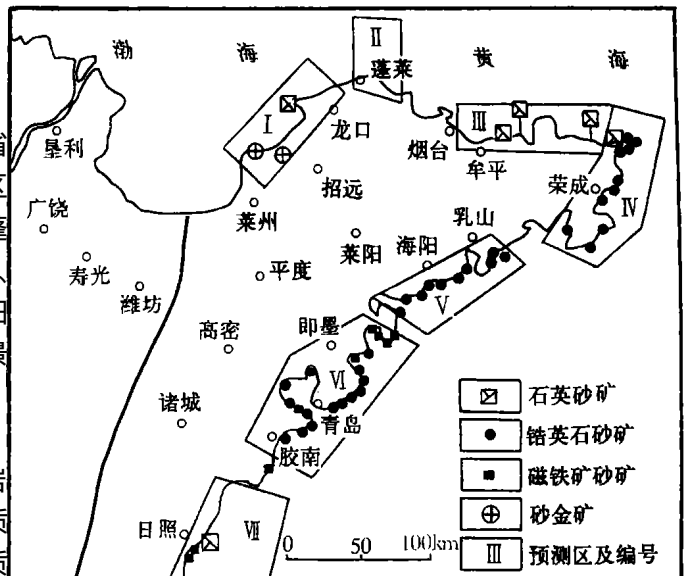 渤 海 黄 海
Ⅱ
蓬莱
Ⅰ
龙口
Ⅲ
烟台
牟平
垦利
招远
荣成
Ⅳ
广饶
莱州
乳山
莱阳
海阳
寿光
平度
潍坊
Ⅴ
高密
即墨
Ⅵ
诸城
青岛
胶南
日照
Ⅶ
0 50 100km
石英砂矿
锆英石砂矿
磁铁矿砂矿
砂金矿
Ⅲ 预测区及编号